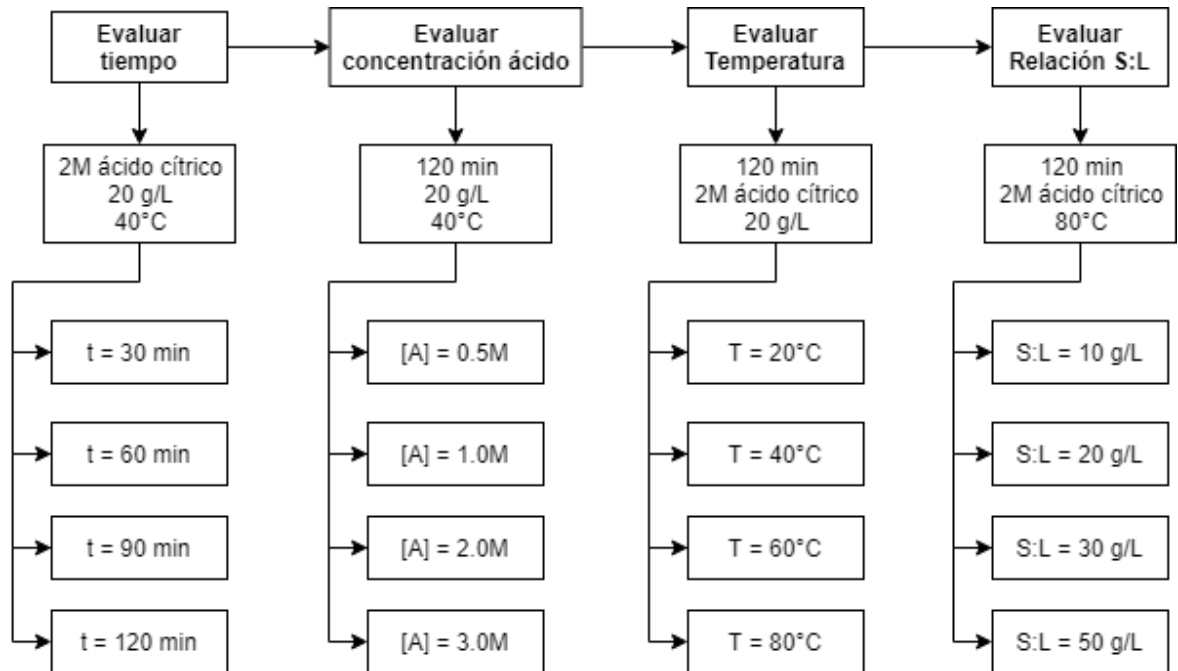 Evaluar
tiempo
Evaluar
concentración ácido
Evaluar
Temperatura
Evaluar
Relación S:L
2M ácido cítrico
20 g/L
40°C
120 min
20 g/L
40°C
120 min
2M ácido cítrico
20 g/L
120 min
2M ácido cítrico
80°C
t = 30 min
[A] = 0.5M
T = 20°C
S:L = 10 g/L
t = 60 min
[A] = 1.0M
T = 40°C
S:L = 20 g/L
t = 90 min
[A] = 2.0M
T = 60°C
S:L = 30 g/L
t = 120 min
[A] = 3.0M
T = 80°C
S:L = 50 g/L